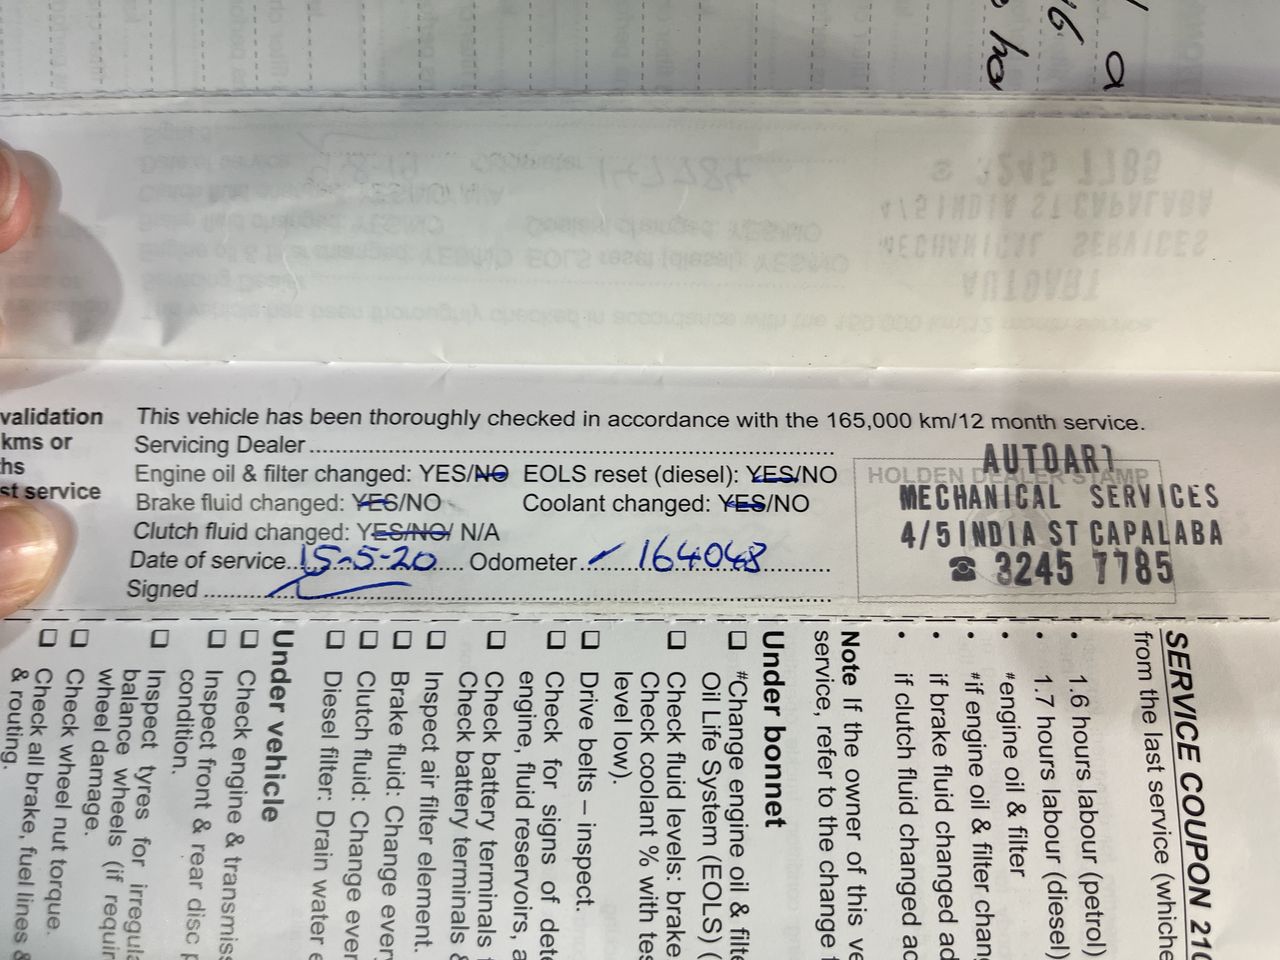 validation
kms or
hs
st service
This vehicle has been thoroughly checked in accordance with the 165,000 km/12 month service.
Servicing Dealer
Engine oil & filter changed: YES/NO EOLS reset (diesel): YES/NO
Brake fluid changed: YES/NO Coolant changed: YES/NO
Clutch fluid changed: YES/NO/ N/A
Date of service 15-5-20 Odometer 164048
Signed
HOLDEN DEALER STAMP
AUTOART
MECHANICAL SERVICES
4/5 INDIA ST CAPALABA
☎ 3245 7785
SERVICE COUPON 210
from the last service (whiche
• 1.6 hours labour (petrol)
• 1.7 hours labour (diesel)
• #engine oil & filter
• #if engine oil & filter chan
• if brake fluid changed ad
• if clutch fluid changed ad
Note If the owner of this ve
service, refer to the change
Under bonnet
☐ #Change engine oil & filte
Oil Life System (EOLS) (
☐ Check fluid levels: brake
Check coolant % with tes
level low).
☐ Drive belts – inspect.
☐ Check for signs of dete
engine, fluid reservoirs, a
☐ Check battery terminals
Check battery terminals &
☐ Inspect air filter element.
☐ Brake fluid: Change every
☐ Clutch fluid: Change ever
☐ Diesel filter: Drain water e
Under vehicle
☐ Check engine & transmiss
☐ Inspect front & rear disc p
condition.
☐ Inspect tyres for irregula
balance wheels (if requir
wheel damage.
☐ Check wheel nut torque.
☐ Check all brake, fuel lines &
& routing.